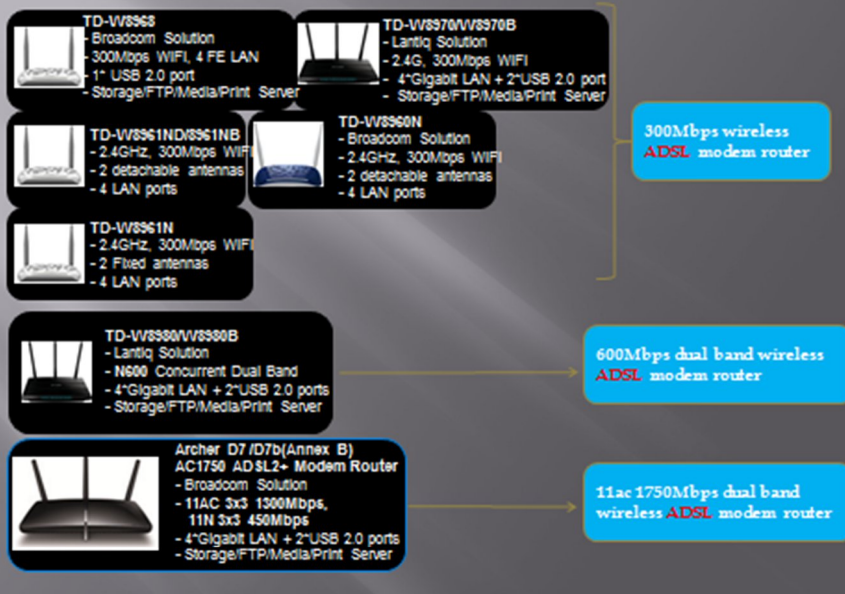 TD-W8968
- Broadcom Solution
- 300Mbps WIFI, 4 FE LAN
- 1* USB 2.0 port
- Storage/FTP/Media/Print Server
TD-W8970/W8970B
- Lantiq Solution
- 2.4G, 300Mbps WIFI
- 4*Gigabit LAN + 2*USB 2.0 port
- Storage/FTP/Media/Print Server
TD-W8961ND/8961NB
- 2.4GHz, 300Mbps WIFI
- 2 detachable antennas
- 4 LAN ports
TD-W8960N
- Broadcom Solution
- 2.4GHz, 300Mbps WIFI
- 2 detachable antennas
- 4 LAN ports
TD-W8961N
- 2.4GHz, 300Mbps WIFI
- 2 Fixed antennas
- 4 LAN ports
300Mbps wireless
ADSL modem router
TD-W8980/W8980B
- Lantiq Solution
- N600 Concurrent Dual Band
- 4*Gigabit LAN + 2*USB 2.0 ports
- Storage/FTP/Media/Print Server
600Mbps dual band wireless
ADSL modem router
Archer D7 /D7b(Annex B)
AC1750 ADSL2+ Modem Router
- Broadcom Solution
- 11AC 3x3 1300Mbps,
11N 3x3 450Mbps
- 4*Gigabit LAN + 2*USB 2.0 ports
- Storage/FTP/Media/Print Server
11ac 1750Mbps dual band
wireless ADSL modem router